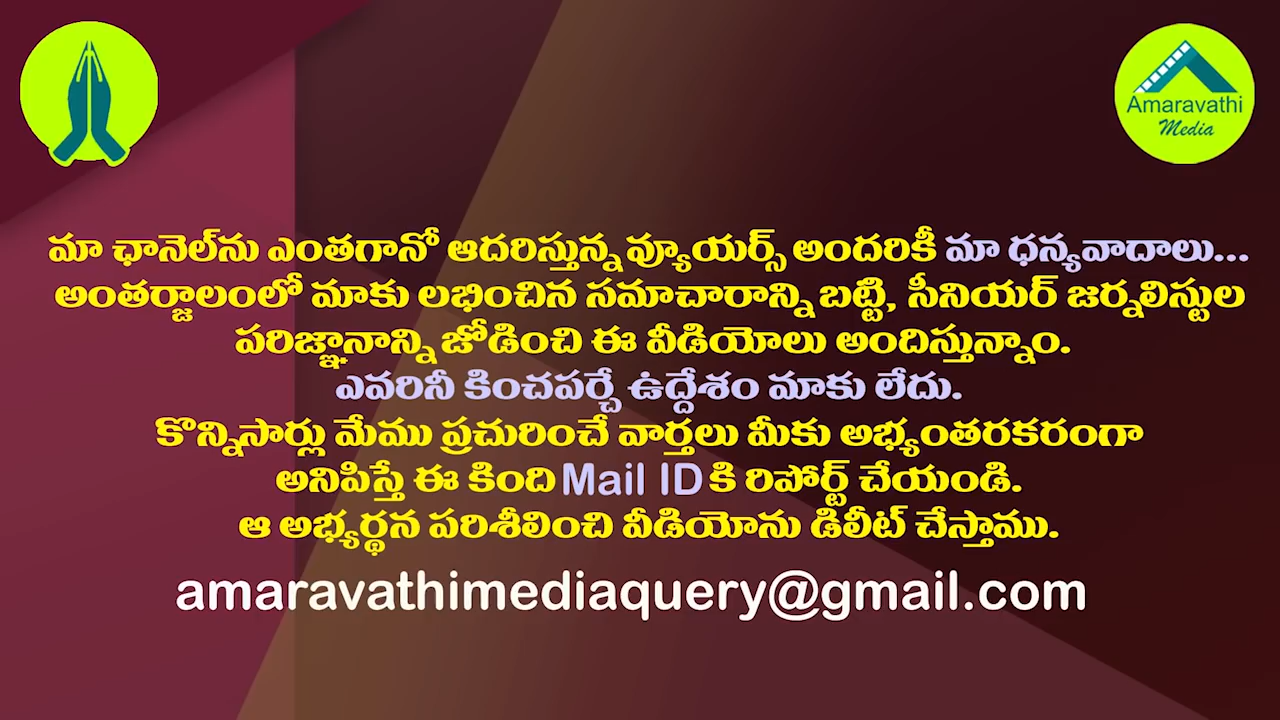 Amaravathi
Media
మా ఛానెల్‌ను ఎంతగానో ఆదరిస్తున్న వ్యూయర్స్ అందరికీ మా ధన్యవాదాలు...
అంతర్జాలంలో మాకు లభించిన సమాచారాన్ని బట్టి, సీనియర్ జర్నలిస్టుల
పరిజ్ఞానాన్ని జోడించి ఈ వీడియోలు అందిస్తున్నాం.
ఎవరినీ కించపర్చే ఉద్దేశం మాకు లేదు.
కొన్నిసార్లు మేము ప్రచురించే వార్తలు మీకు అభ్యంతరకరంగా
అనిపిస్తే ఈ కింది Mail ID కి రిపోర్ట్ చేయండి.
ఆ అభ్యర్థన పరిశీలించి వీడియోను డిలీట్ చేస్తాము.
amaravathimediaquery@gmail.com